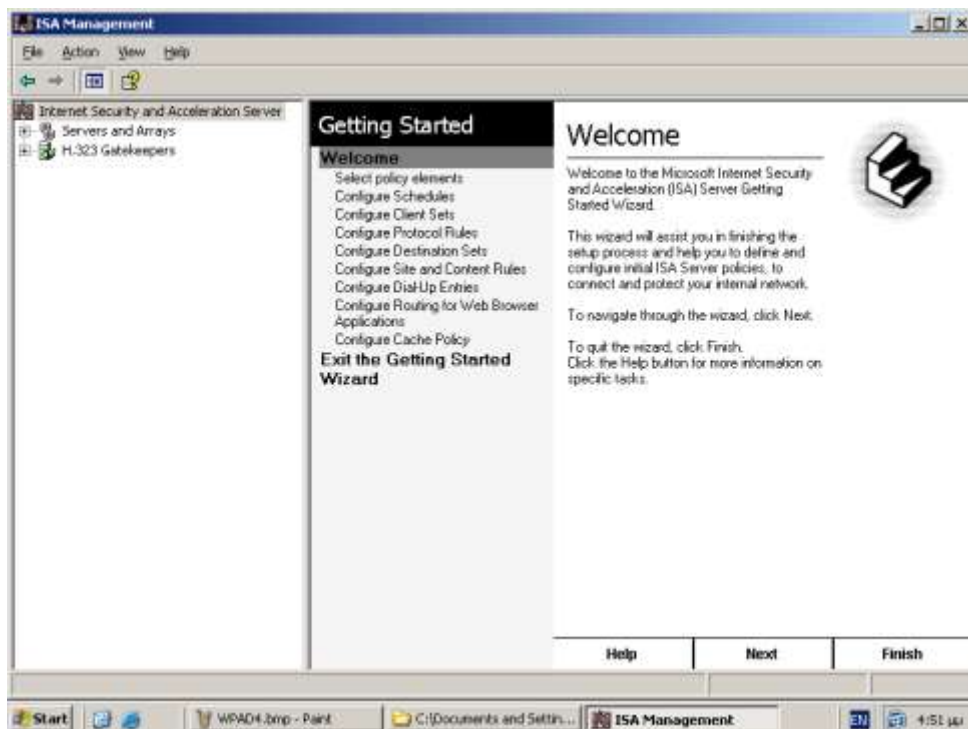 ISA Management
File Action View Help
Internet Security and Acceleration Server
Servers and Arrays
H.323 Gatekeepers
Getting Started
Welcome
Select policy elements
Configure Schedules
Configure Client Sets
Configure Protocol Rules
Configure Destination Sets
Configure Site and Content Rules
Configure Dial-Up Entries
Configure Routing for Web Browser
Applications
Configure Cache Policy
Exit the Getting Started
Wizard
Welcome
Welcome to the Microsoft Internet Security
and Acceleration (ISA) Server Getting
Started Wizard.
This wizard will assist you in finishing the
setup process and help you to define and
configure initial ISA Server policies, to
connect and protect your internal network.
To navigate through the wizard, click Next.
To quit the wizard, click Finish.
Click the Help button for more information on
specific tasks.
Help Next Finish
Start WPAD4.bmp - Paint C:\Documents and Settin... ISA Management EN 4:51 μμ